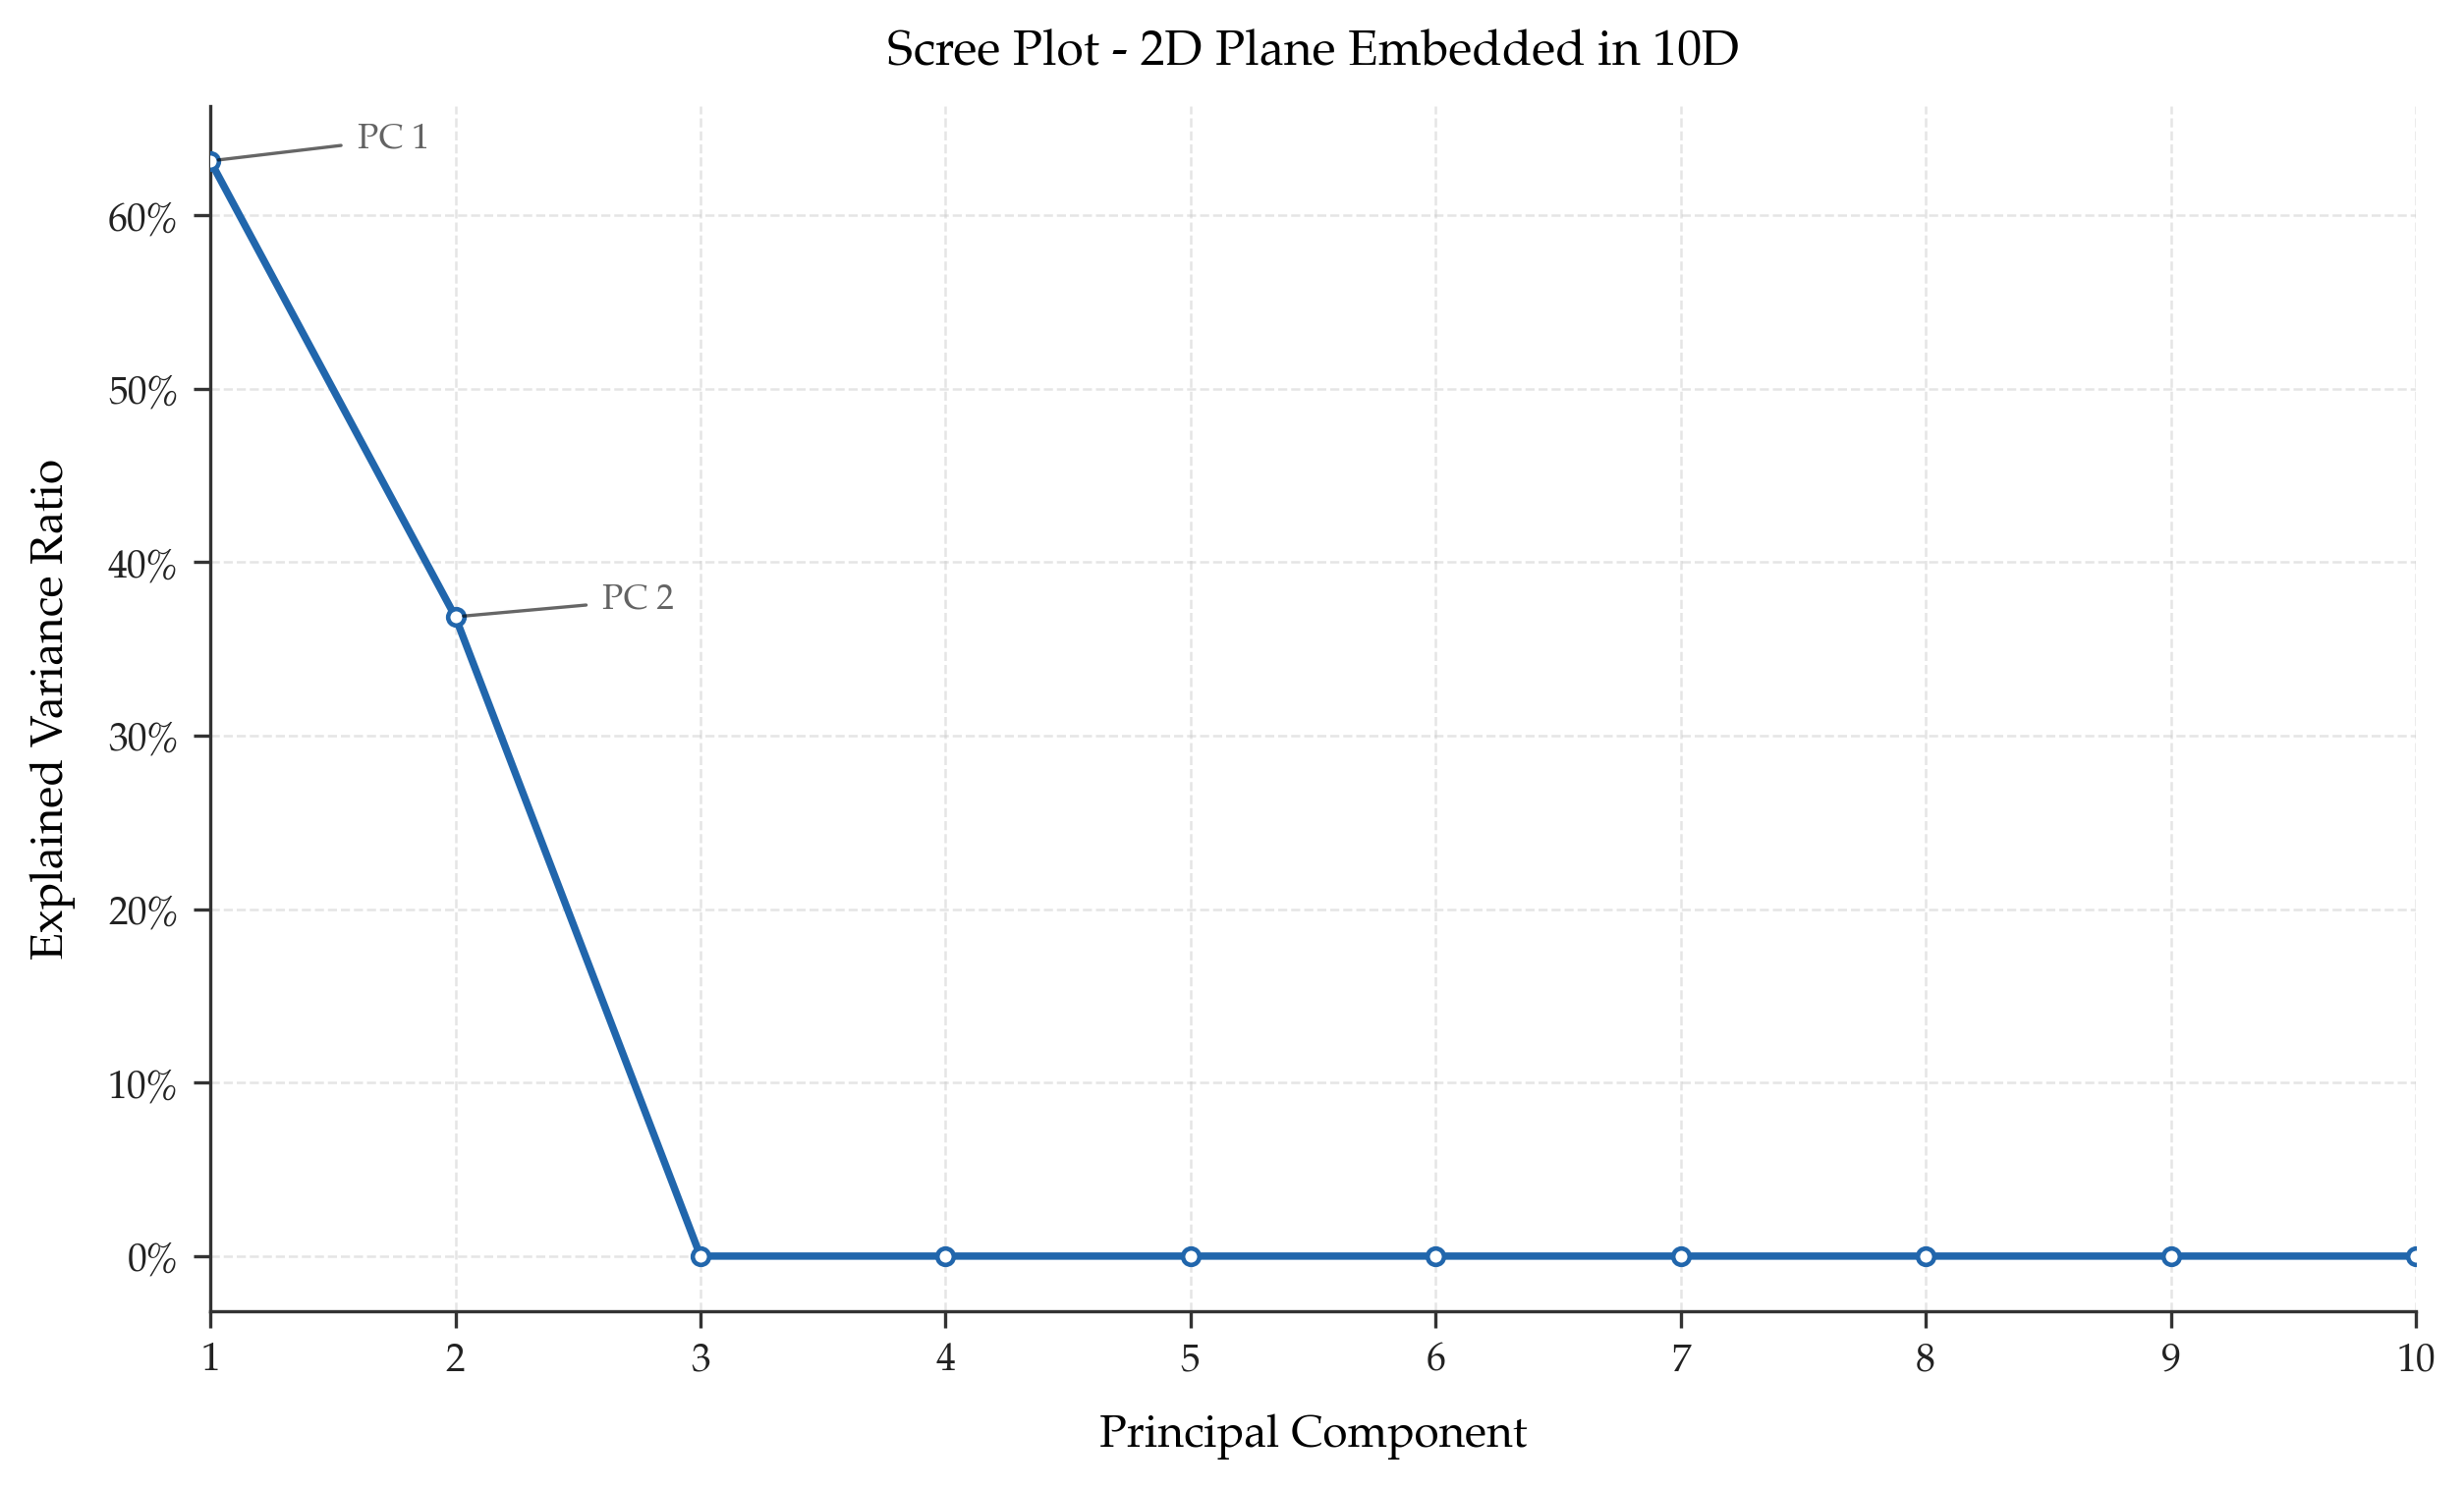 Scree Plot - 2D Plane Embedded in 10D
PC 1
60%
50%
40%
PC 2
30%
20%
10%
0%
Explained Variance Ratio
1 2 3 4 5 6 7 8 9 10
Principal Component